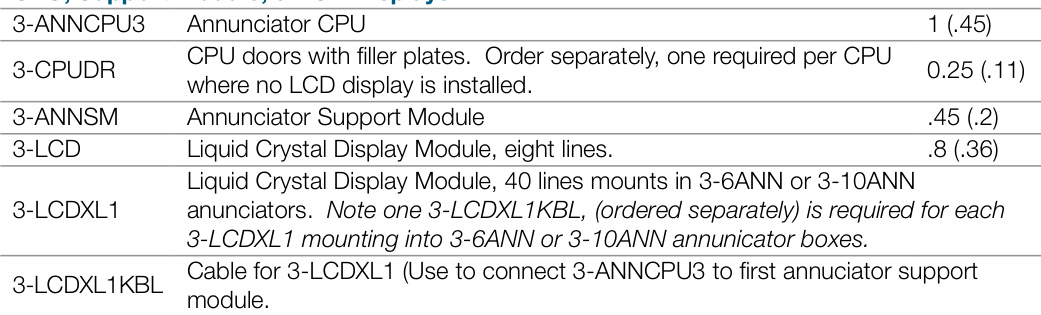 3-ANNCPU3 Annunciator CPU 1 (.45)
3-CPUDR CPU doors with filler plates. Order separately, one required per CPU
where no LCD display is installed. 0.25 (.11)
3-ANNSM Annunciator Support Module .45 (.2)
3-LCD Liquid Crystal Display Module, eight lines. .8 (.36)
3-LCDXL1 Liquid Crystal Display Module, 40 lines mounts in 3-6ANN or 3-10ANN
anunciators. Note one 3-LCDXL1KBL, (ordered separately) is required for each
3-LCDXL1 mounting into 3-6ANN or 3-10ANN annunicator boxes.
3-LCDXL1KBL Cable for 3-LCDXL1 (Use to connect 3-ANNCPU3 to first annuciator support
module.